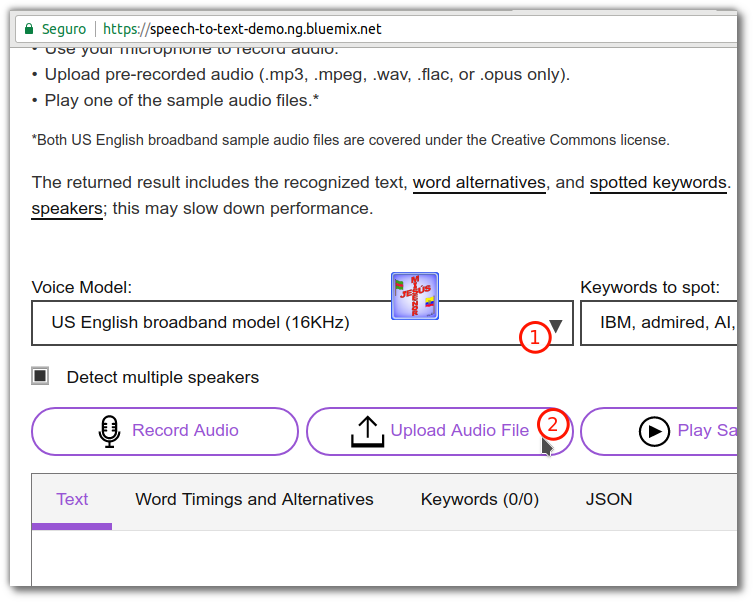 Seguro https://speech-to-text-demo.ng.bluemix.net
• Use your microphone to record audio.
• Upload pre-recorded audio (.mp3, .mpeg, .wav, .flac, or .opus only).
• Play one of the sample audio files.*
*Both US English broadband sample audio files are covered under the Creative Commons license.
The returned result includes the recognized text, word alternatives, and spotted keywords.
speakers; this may slow down performance.
Voice Model:
Keywords to spot:
JESÚS
US English broadband model (16KHz)
1
IBM, admired, AI,
Detect multiple speakers
Record Audio
Upload Audio File
2
Play Sa
Text
Word Timings and Alternatives
Keywords (0/0)
JSON